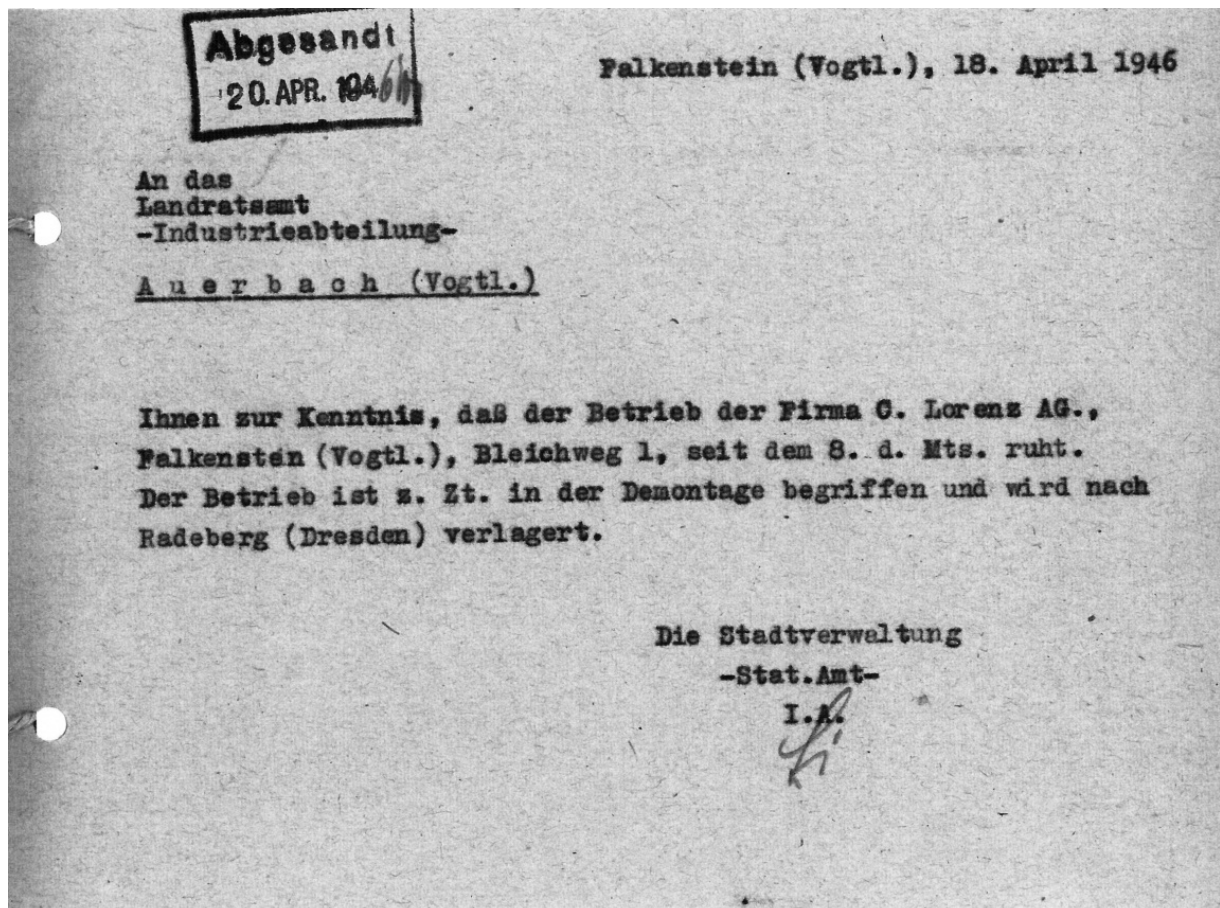 Abgesandt
20. APR. 1946
Falkenstein (Vogtl.), 18. April 1946
An das
Landratsamt
-Industrieabteilung-
A u e r b a c h (Vogtl.)
Ihnen zur Kenntnis, daß der Betrieb der Firma C. Lorenz AG.,
Falkenstan (Vogtl.), Bleichweg 1, seit dem 8. d. Mts. ruht.
Der Betrieb ist z. Zt. in der Demontage begriffen und wird nach
Radeberg (Dresden) verlagert.
Die Stadtverwaltung
-Stat.Amt-
I.A.